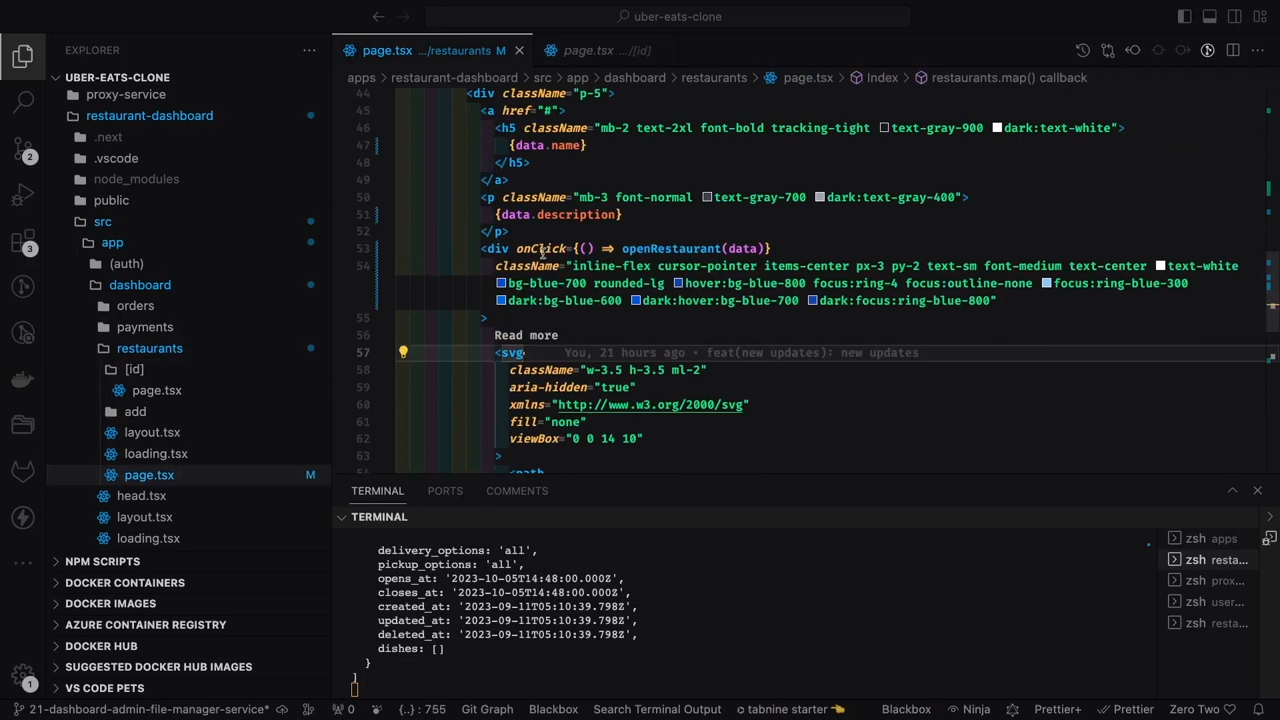 uber-eats-clone
EXPLORER
UBER-EATS-CLONE
proxy-service
restaurant-dashboard
.next
.vscode
node_modules
public
src
app
(auth)
dashboard
orders
payments
restaurants
[id]
page.tsx
add
layout.tsx
loading.tsx
page.tsx M
head.tsx
layout.tsx
loading.tsx
NPM SCRIPTS
DOCKER CONTAINERS
DOCKER IMAGES
AZURE CONTAINER REGISTRY
DOCKER HUB
SUGGESTED DOCKER HUB IMAGES
VS CODE PETS
2
3
1
page.tsx .../restaurants M
page.tsx .../[id]
apps > restaurant-dashboard > src > app > dashboard > restaurants > page.tsx > Index > restaurants.map() callback
44 <div className="p-5">
45 <a href="#">
46 <h5 className="mb-2 text-2xl font-bold tracking-tight text-gray-900 dark:text-white">
47 {data.name}
48 </h5>
49 </a>
50 <p className="mb-3 font-normal text-gray-700 dark:text-gray-400">
51 {data.description}
52 </p>
53 <div onClick={() => openRestaurant(data)}
54 className="inline-flex cursor-pointer items-center px-3 py-2 text-sm font-medium text-center text-white
bg-blue-700 rounded-lg hover:bg-blue-800 focus:ring-4 focus:outline-none focus:ring-blue-300
dark:bg-blue-600 dark:hover:bg-blue-700 dark:focus:ring-blue-800"
55 >
56 Read more
57 <svg You, 21 hours ago • feat(new updates): new updates
58 className="w-3.5 h-3.5 ml-2"
59 aria-hidden="true"
60 xmlns="http://www.w3.org/2000/svg"
61 fill="none"
62 viewBox="0 0 14 10"
63 >
64 <path
TERMINAL PORTS COMMENTS
TERMINAL
delivery_options: 'all',
pickup_options: 'all',
opens_at: '2023-10-05T14:48:00.000Z',
closes_at: '2023-10-05T14:48:00.000Z',
created_at: '2023-09-11T05:10:39.798Z',
updated_at: '2023-09-11T05:10:39.798Z',
deleted_at: '2023-09-11T05:10:39.798Z',
dishes: []
}
]
zsh apps
zsh resta...
zsh prox...
zsh user...
zsh resta...
21-dashboard-admin-file-manager-service* 0 {..} : 755 Git Graph Blackbox Search Terminal Output tabnine starter Blackbox Ninja Prettier+ Prettier Zero Two